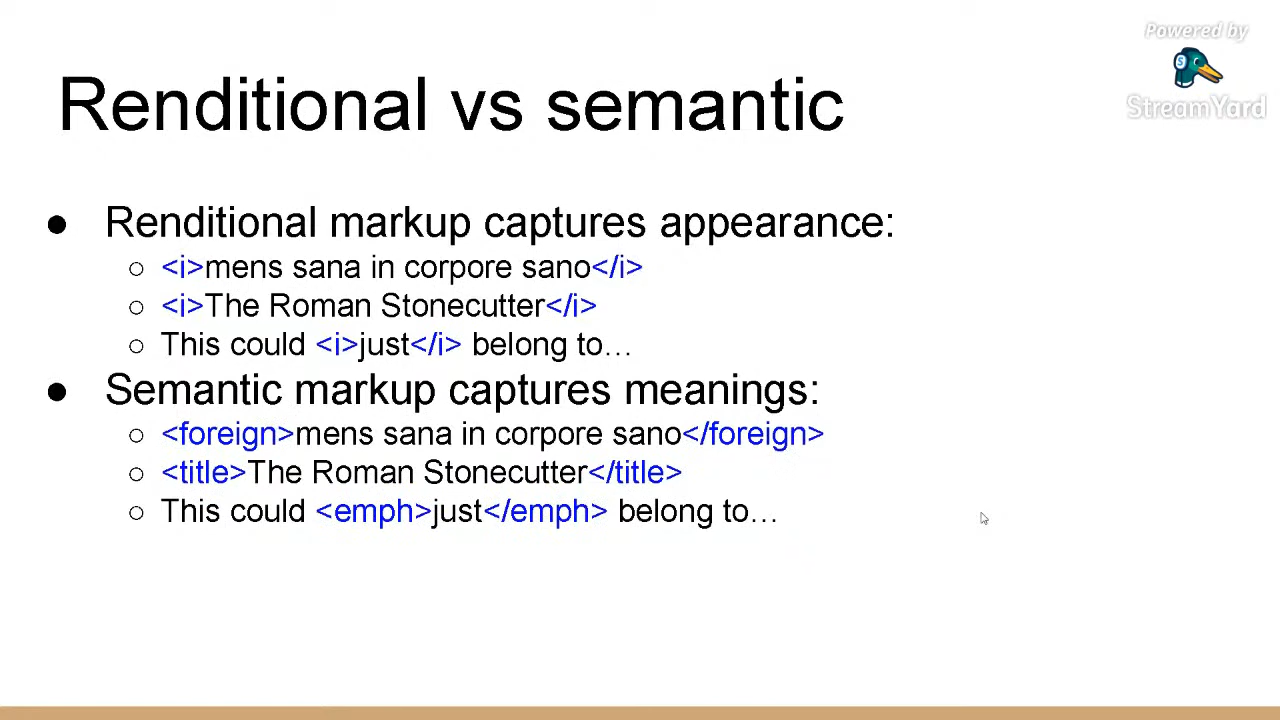 Powered by
StreamYard
Renditional vs semantic
● Renditional markup captures appearance:
○ <i>mens sana in corpore sano</i>
○ <i>The Roman Stonecutter</i>
○ This could <i>just</i> belong to…
● Semantic markup captures meanings:
○ <foreign>mens sana in corpore sano</foreign>
○ <title>The Roman Stonecutter</title>
○ This could <emph>just</emph> belong to…